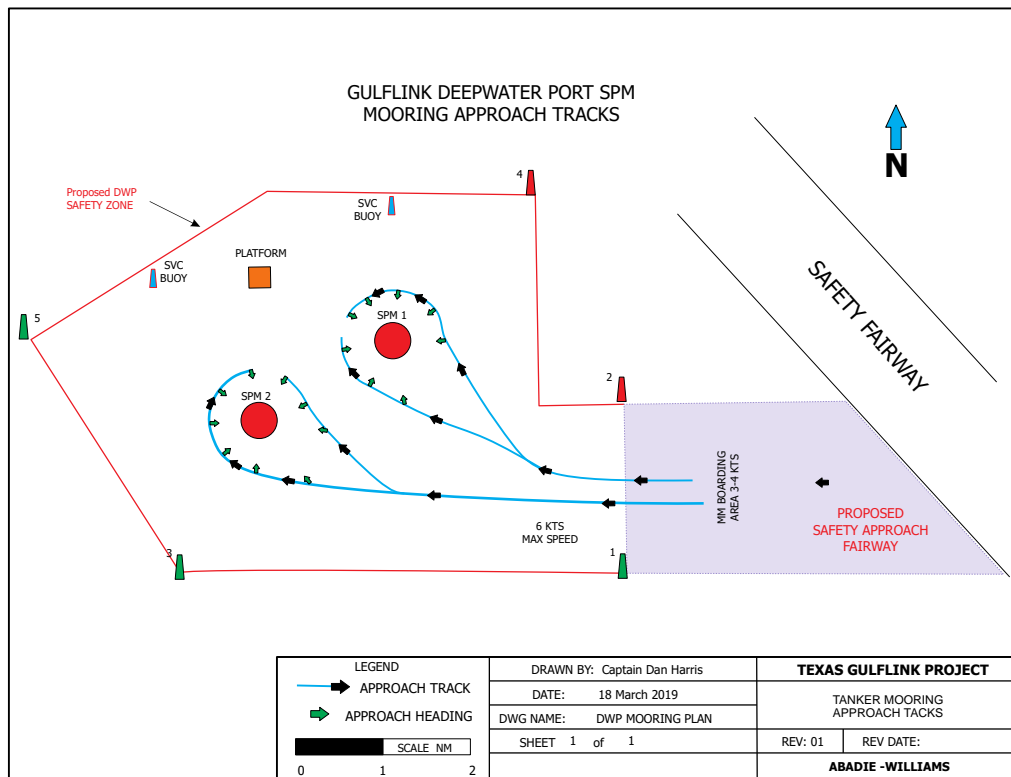 GULFLINK DEEPWATER PORT SPM
MOORING APPROACH TRACKS
N
4
Proposed DWP
SAFETY ZONE
SVC
BUOY
PLATFORM
SVC
BUOY
SAFETY FAIRWAY
5
SPM 1
2
SPM 2
MM BOARDING
AREA 3-4 KTS
PROPOSED
SAFETY APPROACH
FAIRWAY
6 KTS
MAX SPEED
3
1
LEGEND
APPROACH TRACK
APPROACH HEADING
SCALE NM
0 1 2
DRAWN BY: Captain Dan Harris
DATE: 18 March 2019
DWG NAME: DWP MOORING PLAN
SHEET 1 of 1
TEXAS GULFLINK PROJECT
TANKER MOORING
APPROACH TACKS
REV: 01 REV DATE:
ABADIE -WILLIAMS